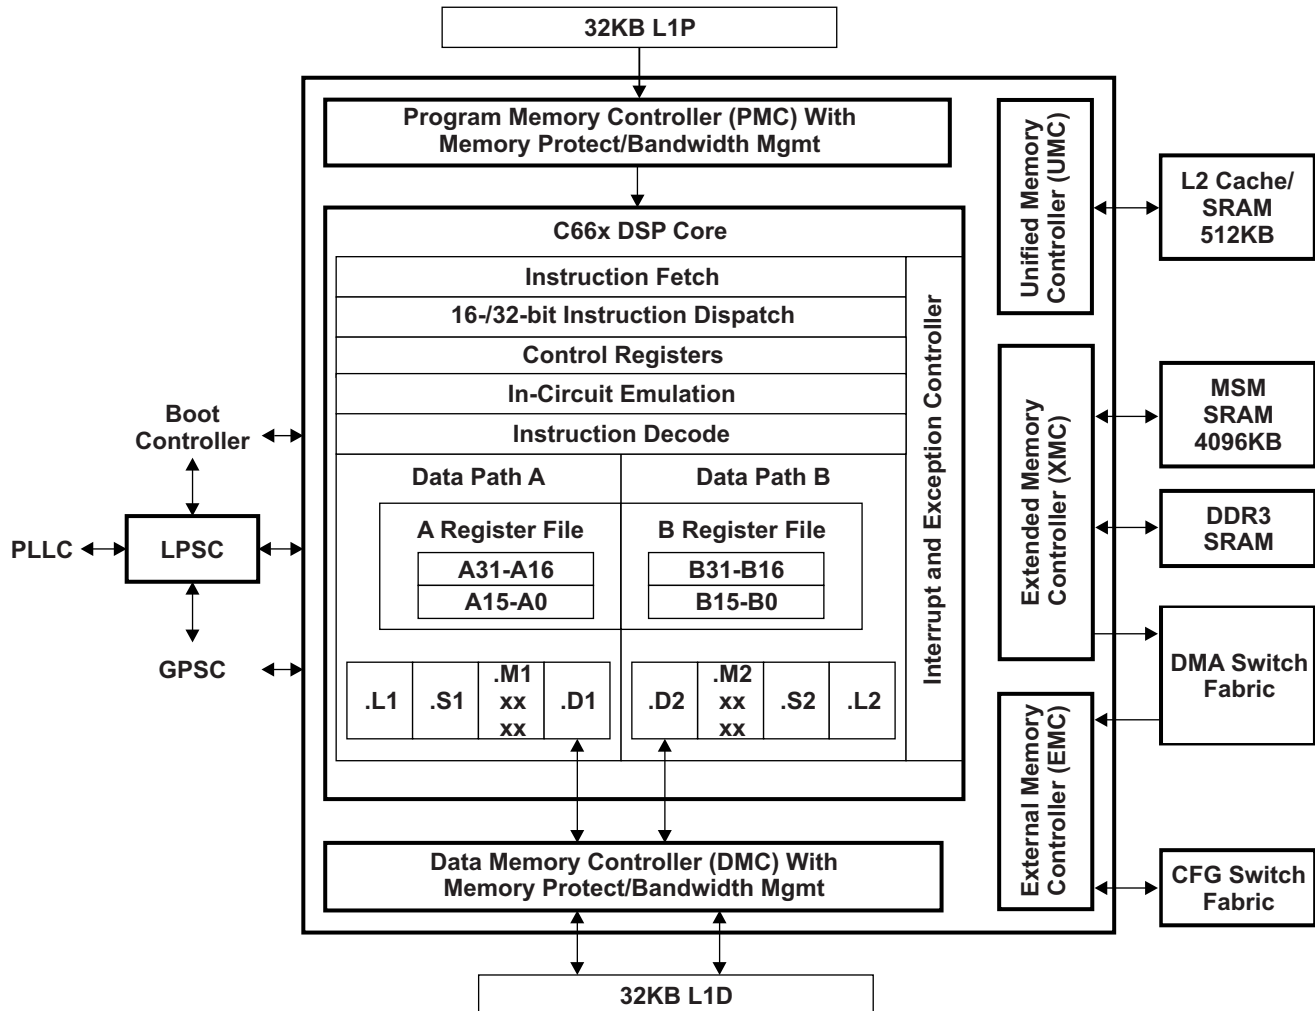 32KB L1P
Program Memory Controller (PMC) With
Memory Protect/Bandwidth Mgmt
C66x DSP Core
Instruction Fetch
16-/32-bit Instruction Dispatch
Control Registers
In-Circuit Emulation
Instruction Decode
Data Path A
Data Path B
A Register File
B Register File
A31-A16
A15-A0
B31-B16
B15-B0
.L1
.S1
.M1
xx
xx
.D1
.D2
.M2
xx
xx
.S2
.L2
Interrupt and Exception Controller
Data Memory Controller (DMC) With
Memory Protect/Bandwidth Mgmt
32KB L1D
Boot
Controller
PLLC
LPSC
GPSC
Unified Memory
Controller (UMC)
Extended Memory
Controller (XMC)
External Memory
Controller (EMC)
L2 Cache/
SRAM
512KB
MSM
SRAM
4096KB
DDR3
SRAM
DMA Switch
Fabric
CFG Switch
Fabric